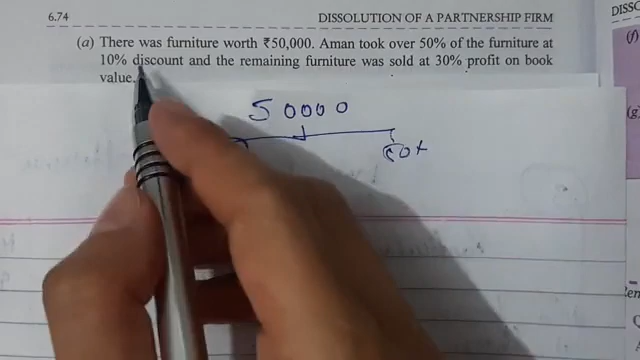 6.74 DISSOLUTION OF A PARTNERSHIP FIRM DISSO
(a) There was furniture worth ₹50,000. Aman took over 50% of the furniture at
10% discount and the remaining furniture was sold at 30% profit on book
value.
(f)
50000
(g)